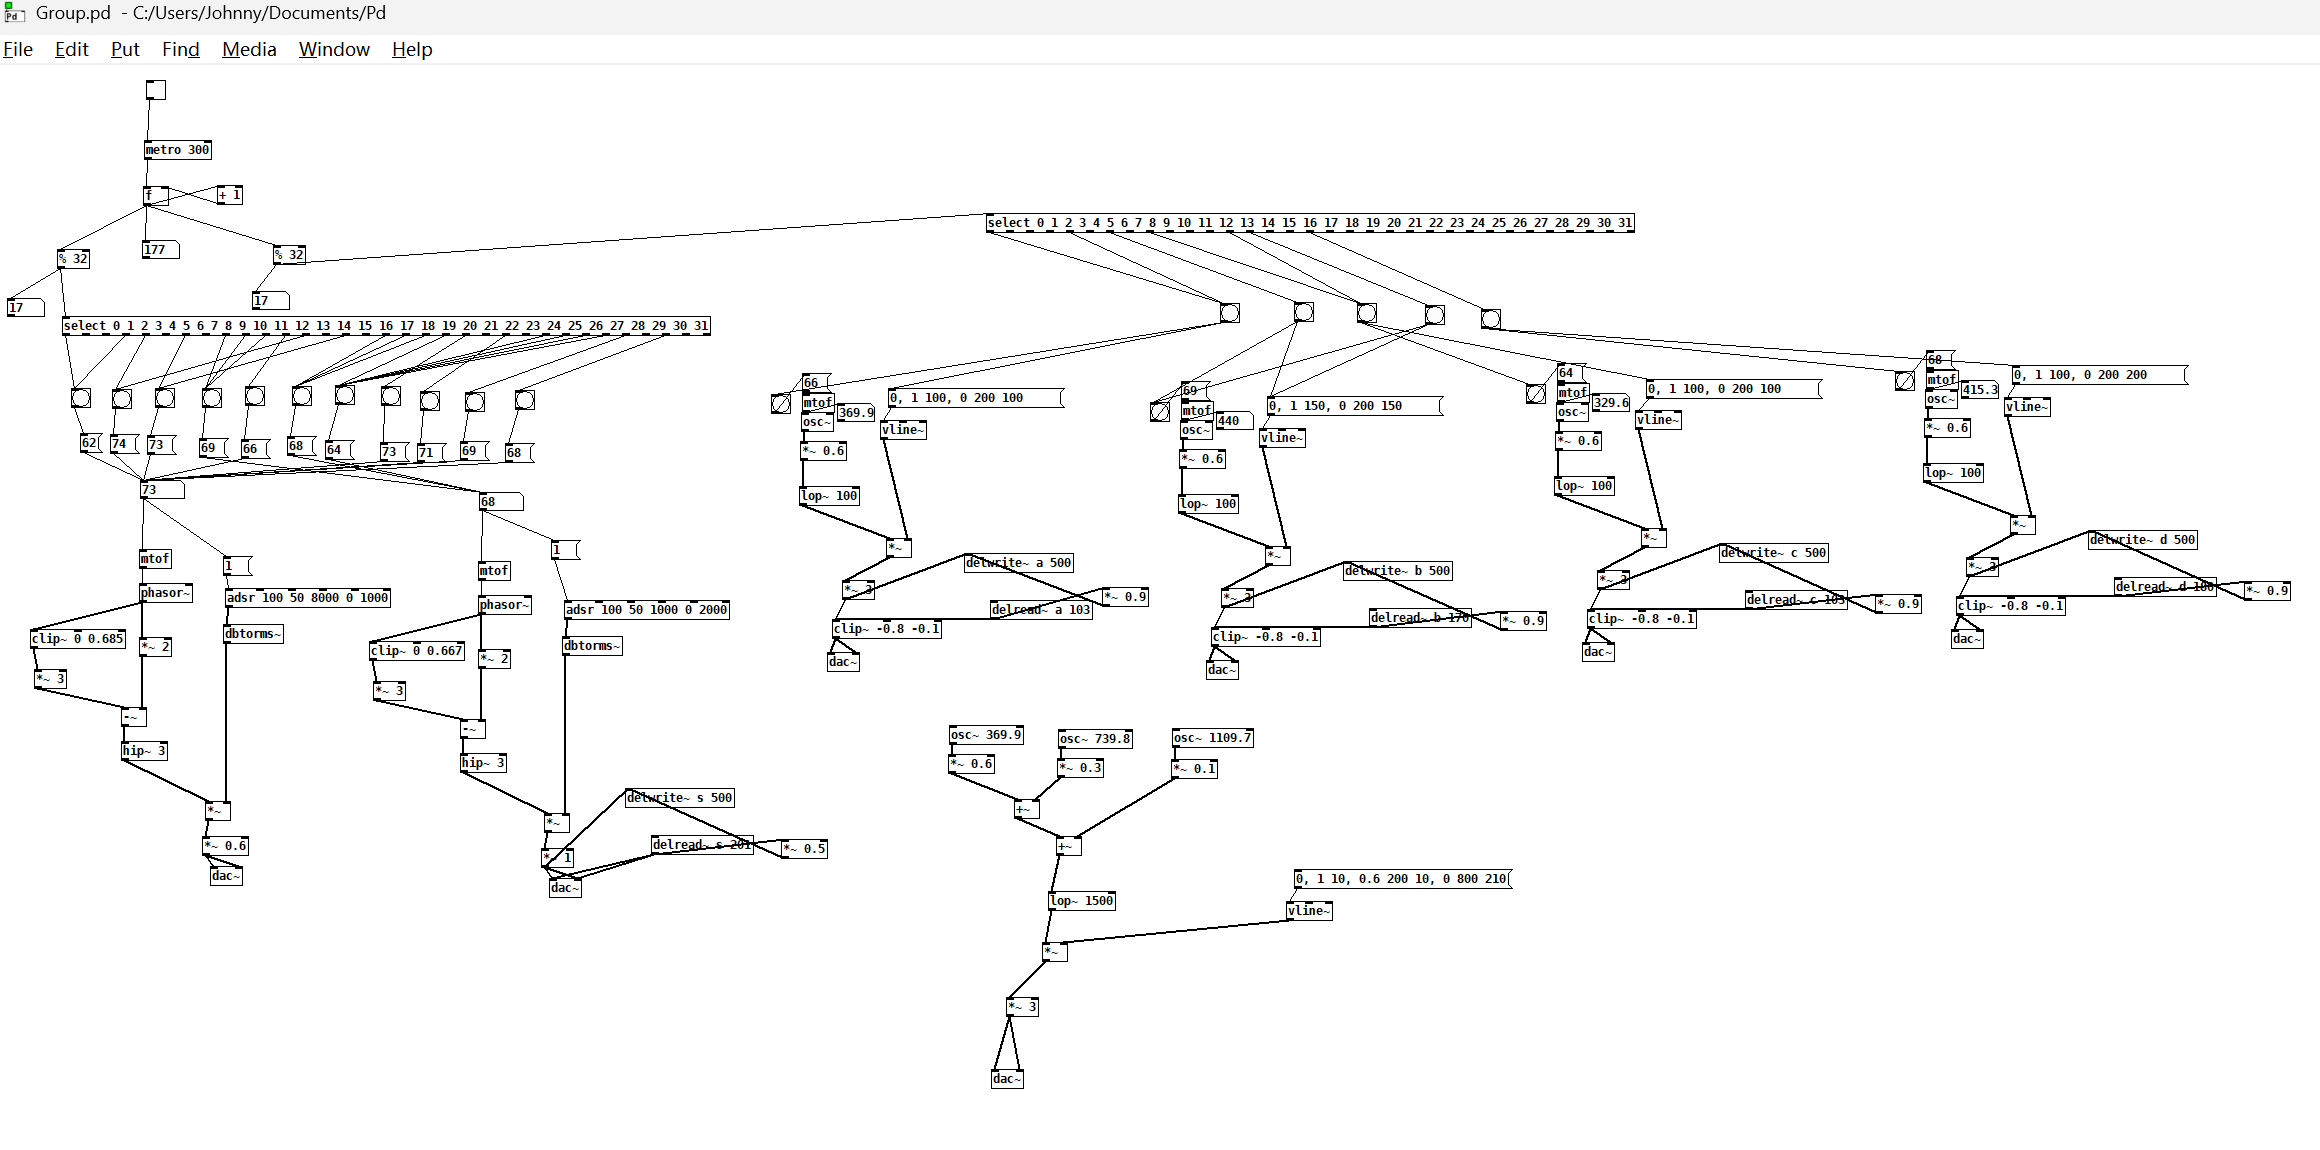 Group.pd - C:/Users/Johnny/Documents/Pd
File Edit Put Find Media Window Help
metro 300
f
+ 1
% 32
177
% 32
17
17
select 0 1 2 3 4 5 6 7 8 9 10 11 12 13 14 15 16 17 18 19 20 21 22 23 24 25 26 27 28 29 30 31
select 0 1 2 3 4 5 6 7 8 9 10 11 12 13 14 15 16 17 18 19 20 21 22 23 24 25 26 27 28 29 30 31
62
74
73
69
66
68
64
73
71
69
68
73
68
mtof
1
phasor~
adsr 100 50 8000 0 1000
clip~ 0 0.685
*~ 2
dbtorms~
*~ 3
-~
hip~ 3
*~
*~ 0.6
dac~
mtof
1
phasor~
adsr 100 50 1000 0 2000
clip~ 0 0.667
*~ 2
dbtorms~
*~ 3
-~
hip~ 3
*~
*~ 1
delwrite~ s 500
delread~ s 201
*~ 0.5
dac~
66
mtof
369.9
osc~
0, 1 100, 0 200 100
vline~
*~ 0.6
lop~ 100
*~
*~ 3
delwrite~ a 500
delread~ a 103
*~ 0.9
clip~ -0.8 -0.1
dac~
69
mtof
440
osc~
0, 1 150, 0 200 150
vline~
*~ 0.6
lop~ 100
*~
*~ 3
delwrite~ b 500
delread~ b 170
*~ 0.9
clip~ -0.8 -0.1
dac~
64
mtof
329.6
osc~
0, 1 100, 0 200 100
vline~
*~ 0.6
lop~ 100
*~
*~ 3
delwrite~ c 500
delread~ c 103
*~ 0.9
clip~ -0.8 -0.1
dac~
68
mtof
415.3
osc~
0, 1 100, 0 200 200
vline~
*~ 0.6
lop~ 100
*~
*~ 3
delwrite~ d 500
delread~ d
*~ 0.9
clip~ -0.8 -0.1
dac~
osc~ 369.9
osc~ 739.8
osc~ 1109.7
*~ 0.6
*~ 0.3
*~ 0.1
+~
+~
lop~ 1500
0, 1 10, 0.6 200 10, 0 800 210
vline~
*~
*~ 3
dac~